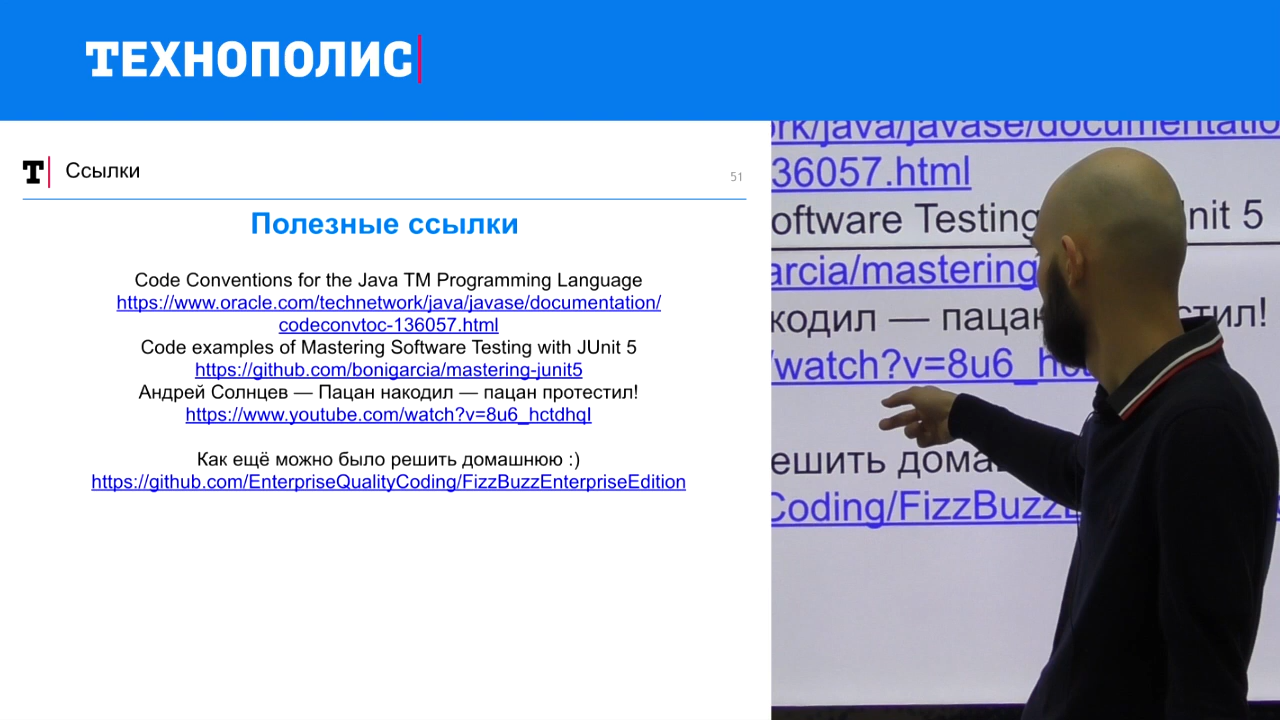 ТЕХНОПОЛИС
Т Ссылки
51
Полезные ссылки
Code Conventions for the Java TM Programming Language
https://www.oracle.com/technetwork/java/javase/documentation/
codeconvtoc-136057.html
Code examples of Mastering Software Testing with JUnit 5
https://github.com/bonigarcia/mastering-junit5
Андрей Солнцев — Пацан накодил — пацан протестил!
https://www.youtube.com/watch?v=8u6_hctdhqI
Как ещё можно было решить домашнюю :)
https://github.com/EnterpriseQualityCoding/FizzBuzzEnterpriseEdition
ork/java/javase/documentatio
36057.html
oftware Testing nit 5
arcia/mastering
кодил — пацан стил!
/watch?v=8u6_hc
ешить дома
Coding/FizzBuzz